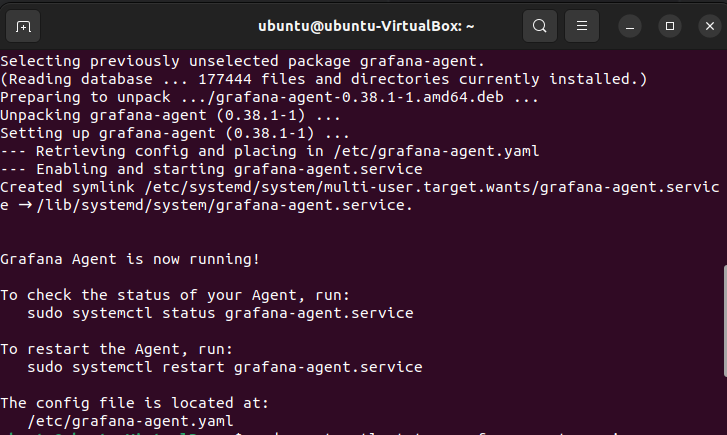 ubuntu@ubuntu-VirtualBox: ~
Selecting previously unselected package grafana-agent.
(Reading database ... 177444 files and directories currently installed.)
Preparing to unpack .../grafana-agent-0.38.1-1.amd64.deb ...
Unpacking grafana-agent (0.38.1-1) ...
Setting up grafana-agent (0.38.1-1) ...
--- Retrieving config and placing in /etc/grafana-agent.yaml
--- Enabling and starting grafana-agent.service
Created symlink /etc/systemd/system/multi-user.target.wants/grafana-agent.servic
e → /lib/systemd/system/grafana-agent.service.
Grafana Agent is now running!
To check the status of your Agent, run:
sudo systemctl status grafana-agent.service
To restart the Agent, run:
sudo systemctl restart grafana-agent.service
The config file is located at:
/etc/grafana-agent.yaml